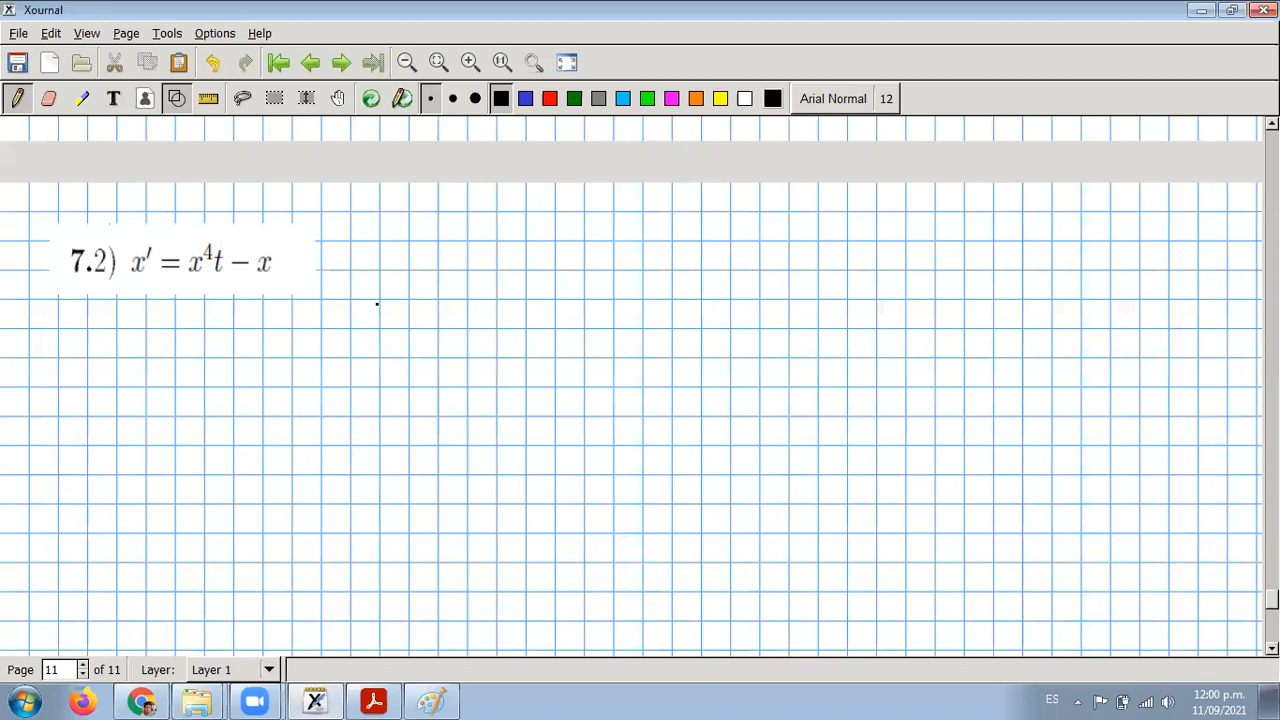 Xournal
File Edit View Page Tools Options Help
Arial Normal 12
7.2) x′ = x⁴t − x
Page 11 of 11 Layer: Layer 1
ES 12:00 p.m.
11/09/2021